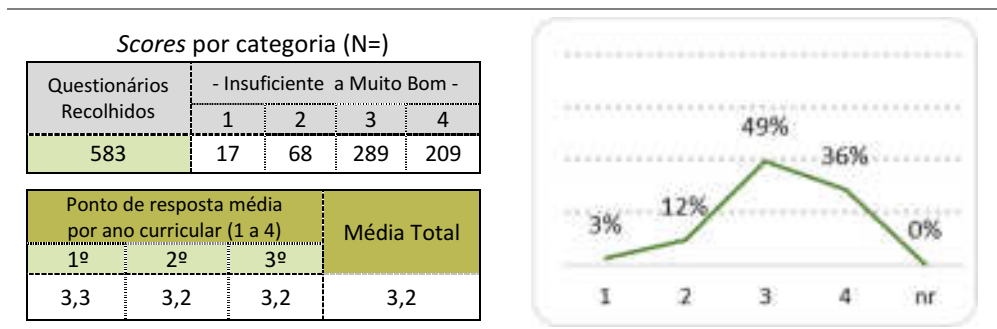 Scores por categoria (N=)
Questionários Recolhidos
- Insuficiente a Muito Bom -
1 2 3 4
583 17 68 289 209
Ponto de resposta média
por ano curricular (1 a 4)
Média Total
1º 2º 3º
3,3 3,2 3,2 3,2
49%
36%
12%
3%
0%
1 2 3 4 nr